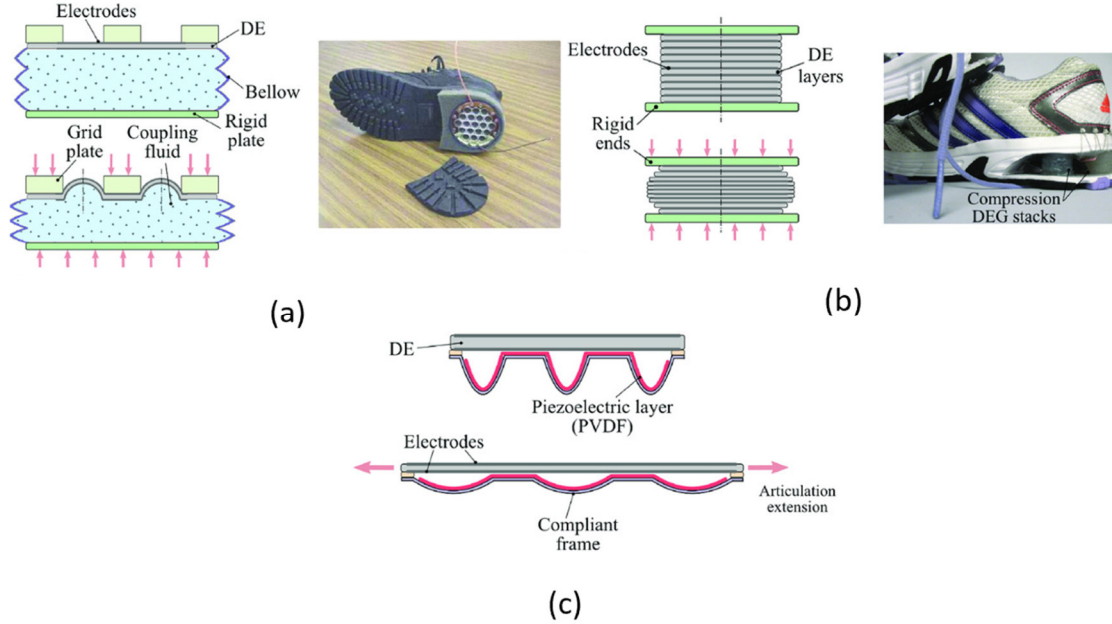 Electrodes
DE
Bellow
Rigid
plate
Grid
plate
Coupling
fluid
(a)
Electrodes
DE
layers
Rigid
ends
Compression
DEG stacks
(b)
DE
Piezoelectric layer
(PVDF)
Electrodes
Articulation
extension
Compliant
frame
(c)